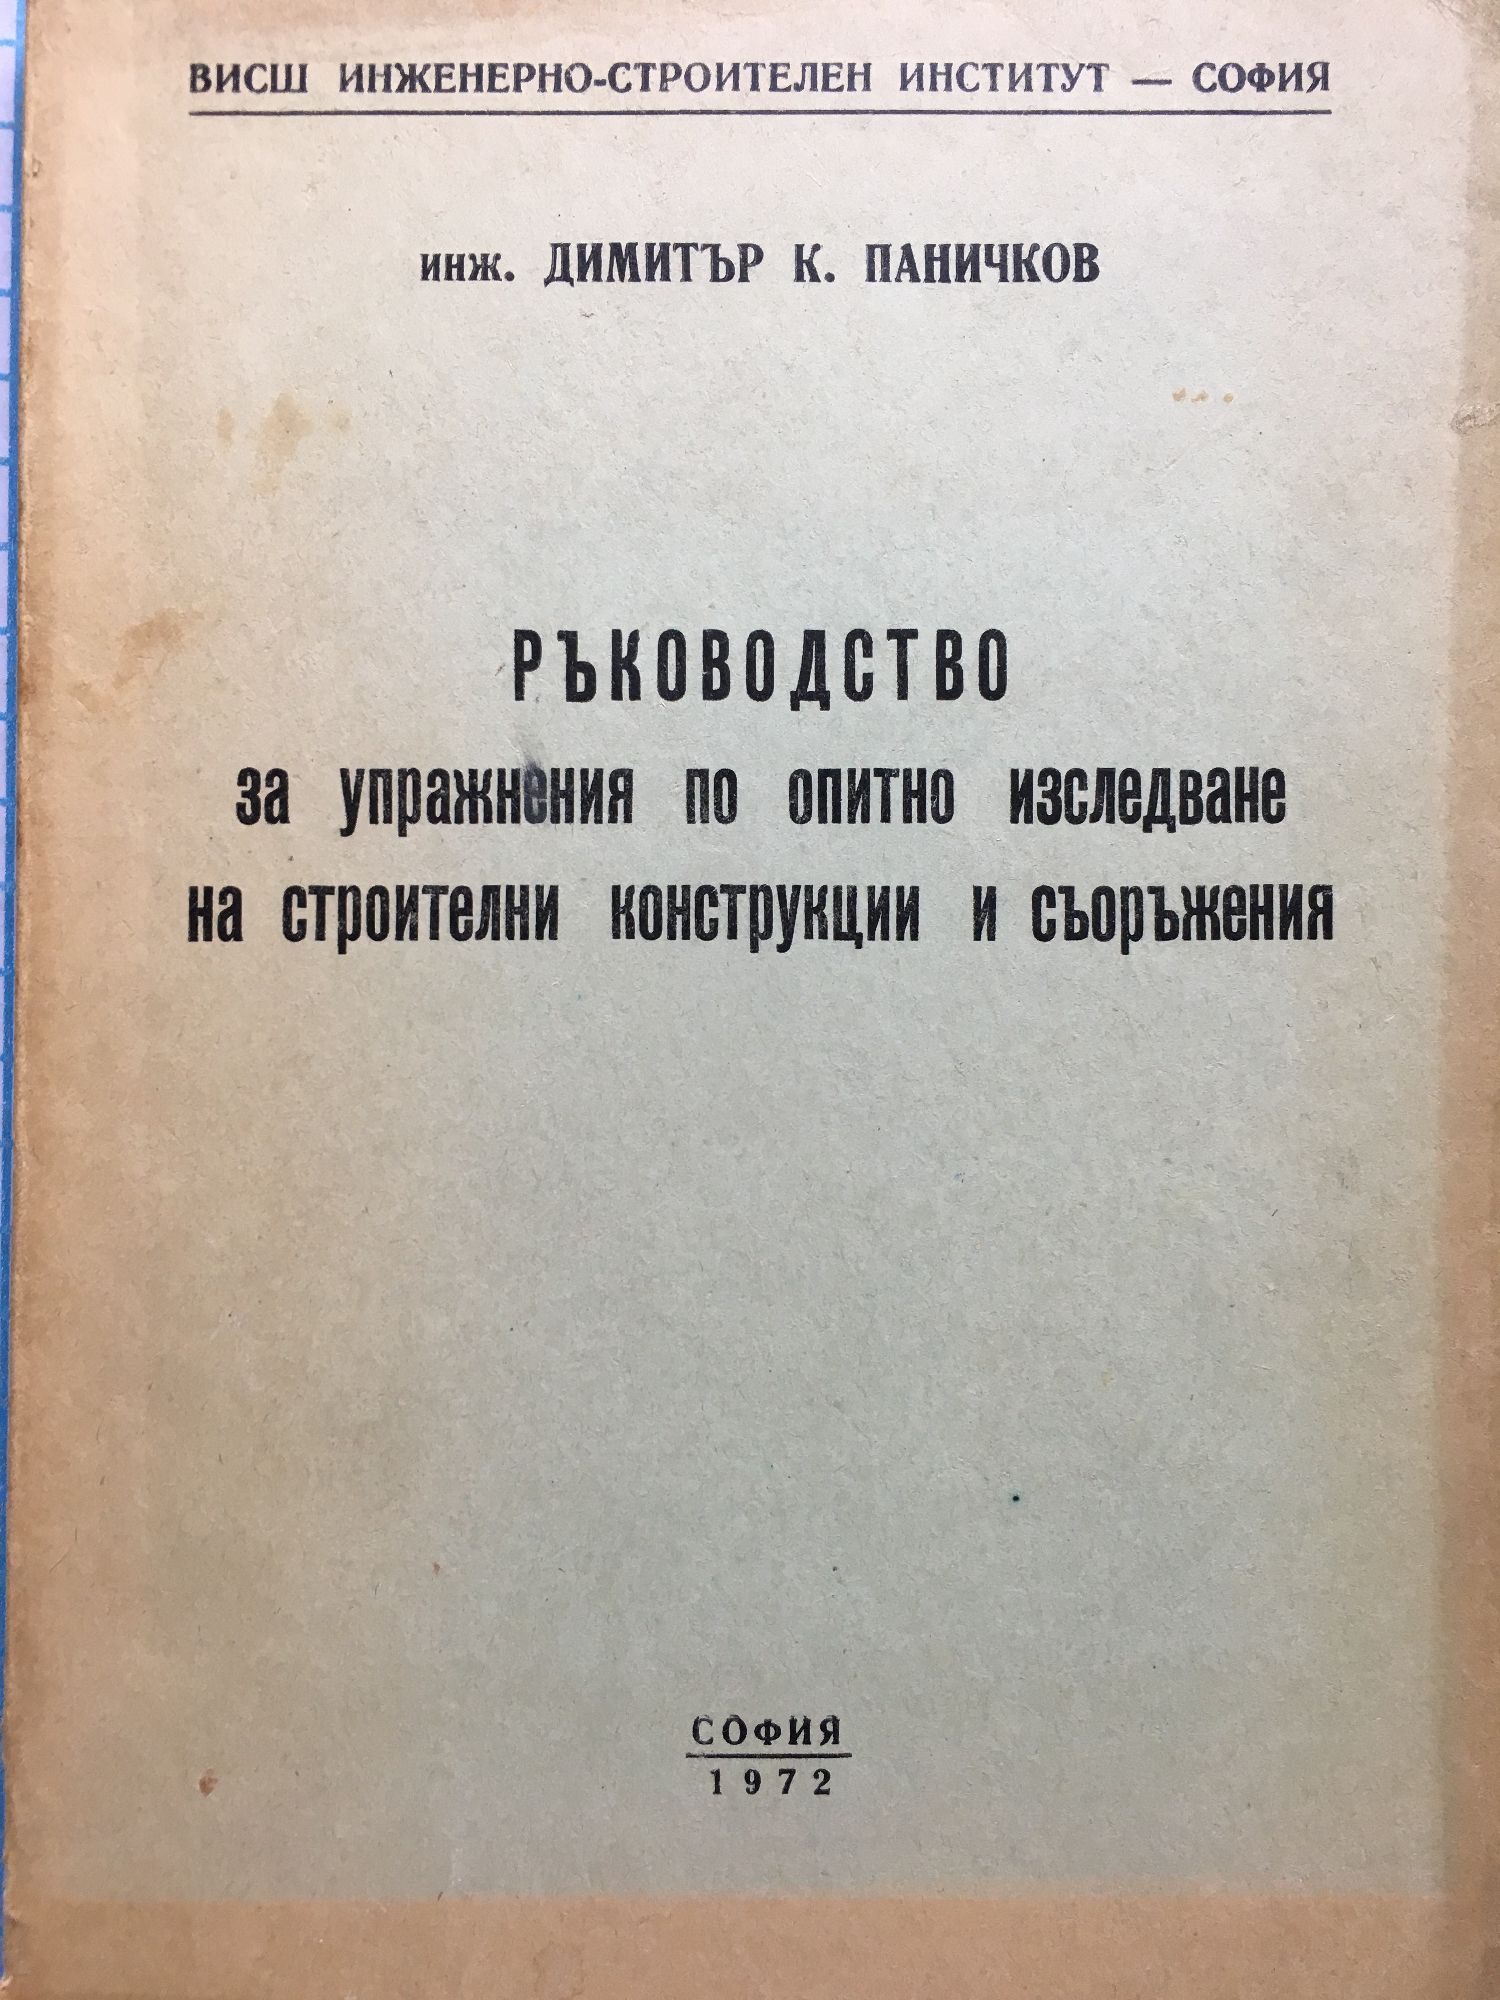 ВИСШ ИНЖЕНЕРНО-СТРОИТЕЛЕН ИНСТИТУТ — СОФИЯ
инж. ДИМИТЪР К. ПАНИЧКОВ
РЪКОВОДСТВО
за упражнения по опитно изследване
на строителни конструкции и съоръжения
СОФИЯ
1972